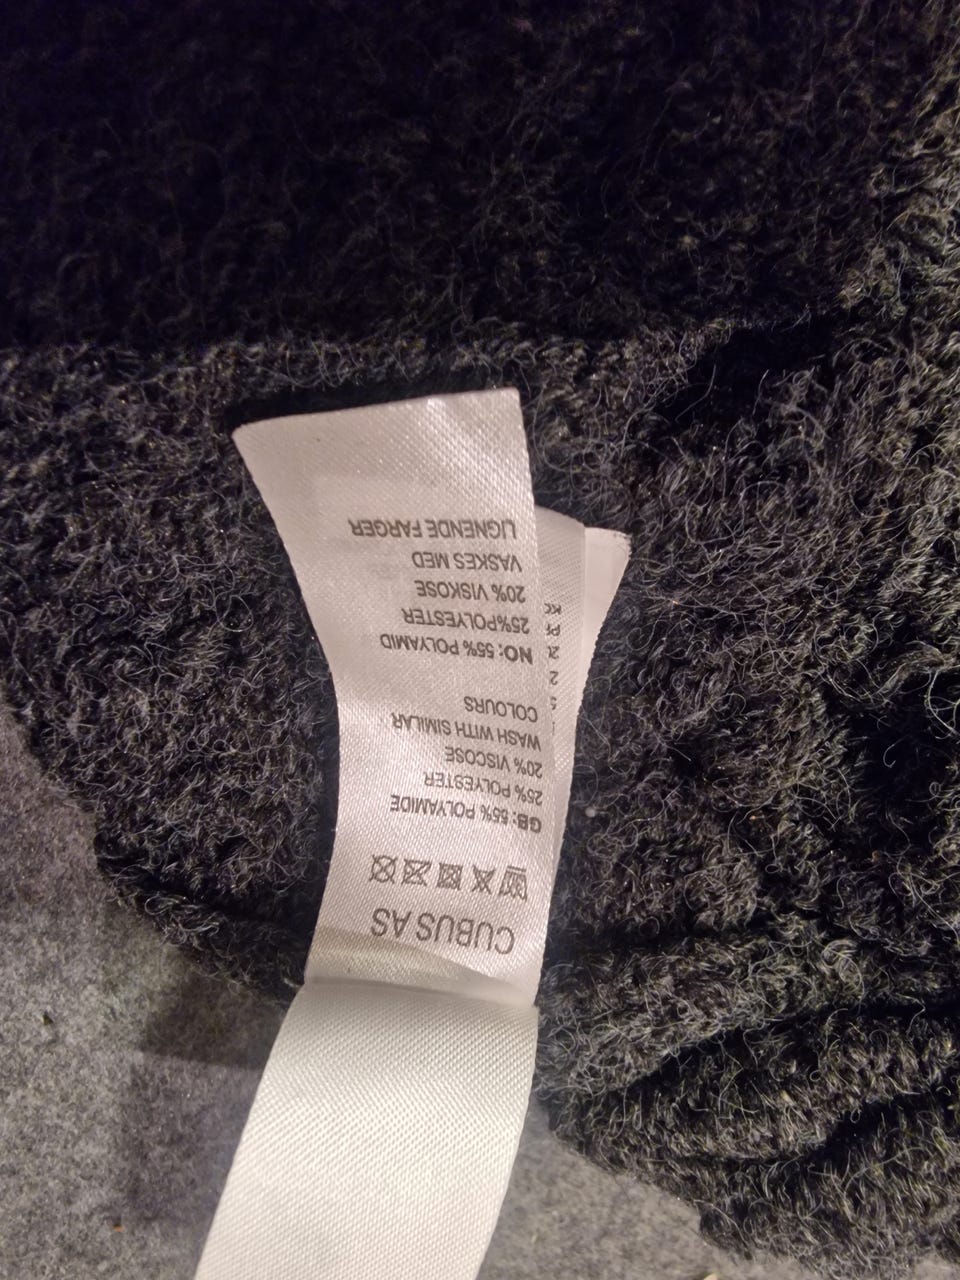 CUBUS AS
GB: 55% POLYAMIDE
25% POLYESTER
20% VISCOSE
WASH WITH SIMILAR
COLOURS
NO: 55% POLYAMID
25%POLYESTER
20% VISKOSE
VASKES MED
LIGNENDE FARGER